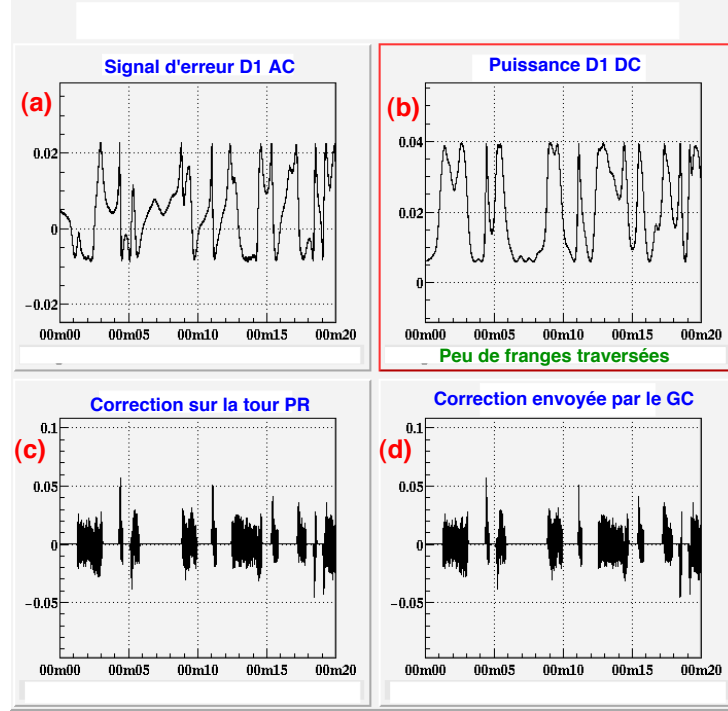 Signal d'erreur D1 AC
(a)
0.02
0
−0.02
00m00 00m05 00m10 00m15 00m20
Puissance D1 DC
(b)
0.04
0.02
0
00m00 00m05 00m10 00m15 00m20
Peu de franges traversées
Correction sur la tour PR
(c)
0.1
0.05
0
−0.05
00m00 00m05 00m10 00m15 00m20
Correction envoyée par le GC
(d)
0.1
0.05
0
−0.05
00m00 00m05 00m10 00m15 00m20